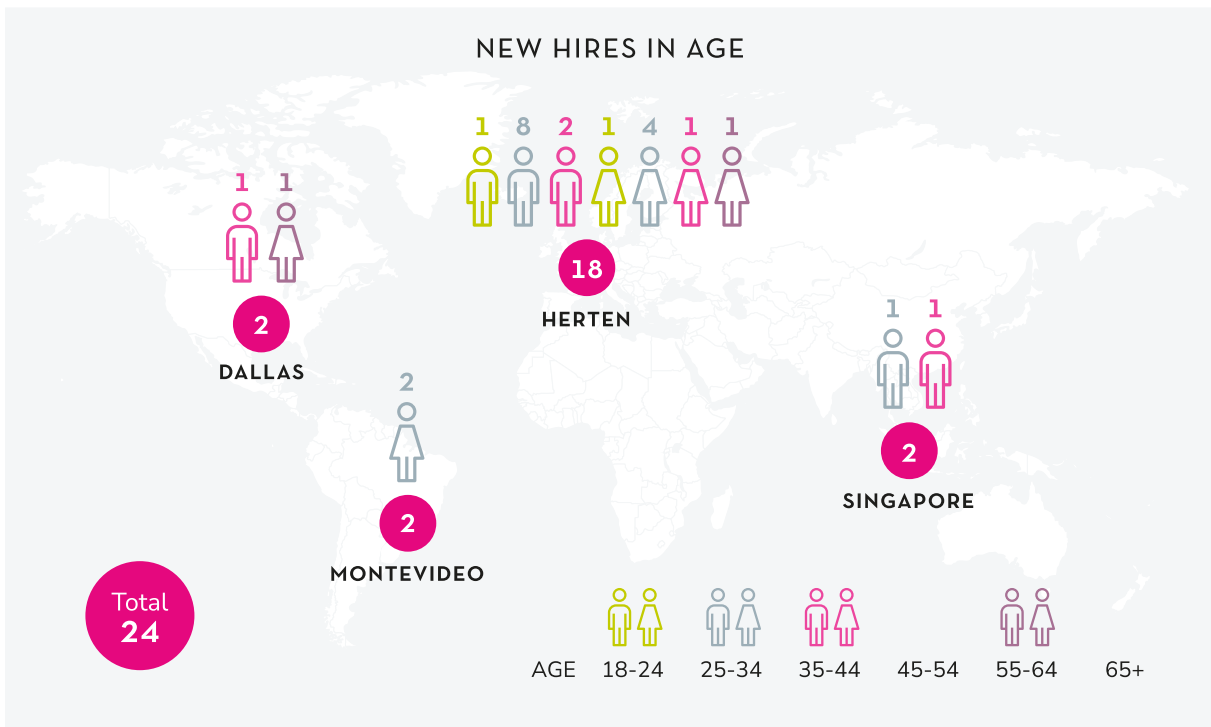 NEW HIRES IN AGE
1 8 2 1 4 1 1
18
HERTEN
1 1
2
DALLAS
1 1
2
SINGAPORE
2
2
MONTEVIDEO
Total
24
AGE 18-24 25-34 35-44 45-54 55-64 65+